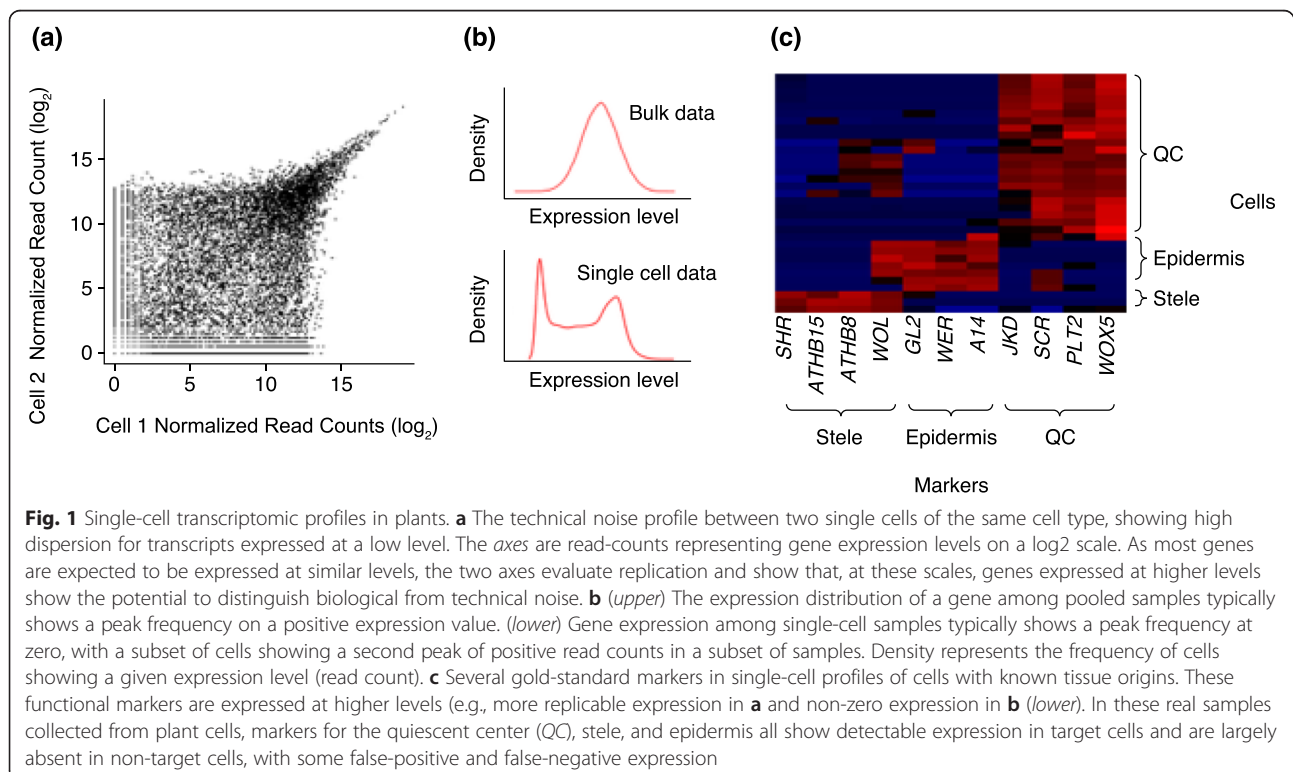 (a)
Cell 2 Normalized Read Count (log2)
15
10
5
0
0 5 10 15
Cell 1 Normalized Read Counts (log2)
(b)
Density
Bulk data
Expression level
Density
Single cell data
Expression level
(c)
QC
Cells
Epidermis
Stele
SHR
ATHB15
ATHB8
WOL
GL2
WER
A14
JKD
SCR
PLT2
WOX5
Stele Epidermis QC
Markers
Fig. 1 Single-cell transcriptomic profiles in plants. a The technical noise profile between two single cells of the same cell type, showing high
dispersion for transcripts expressed at a low level. The axes are read-counts representing gene expression levels on a log2 scale. As most genes
are expected to be expressed at similar levels, the two axes evaluate replication and show that, at these scales, genes expressed at higher levels
show the potential to distinguish biological from technical noise. b (upper) The expression distribution of a gene among pooled samples typically
shows a peak frequency on a positive expression value. (lower) Gene expression among single-cell samples typically shows a peak frequency at
zero, with a subset of cells showing a second peak of positive read counts in a subset of samples. Density represents the frequency of cells
showing a given expression level (read count). c Several gold-standard markers in single-cell profiles of cells with known tissue origins. These
functional markers are expressed at higher levels (e.g., more replicable expression in a and non-zero expression in b (lower). In these real samples
collected from plant cells, markers for the quiescent center (QC), stele, and epidermis all show detectable expression in target cells and are largely
absent in non-target cells, with some false-positive and false-negative expression